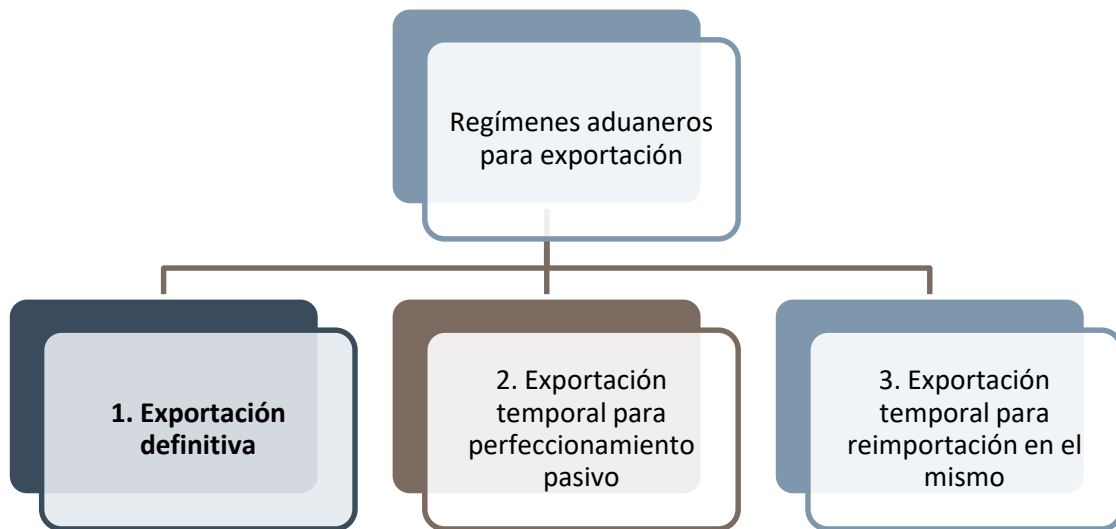 Regímenes aduaneros
para exportación
1. Exportación
definitiva
2. Exportación
temporal para
perfeccionamiento
pasivo
3. Exportación
temporal para
reimportación en el
mismo